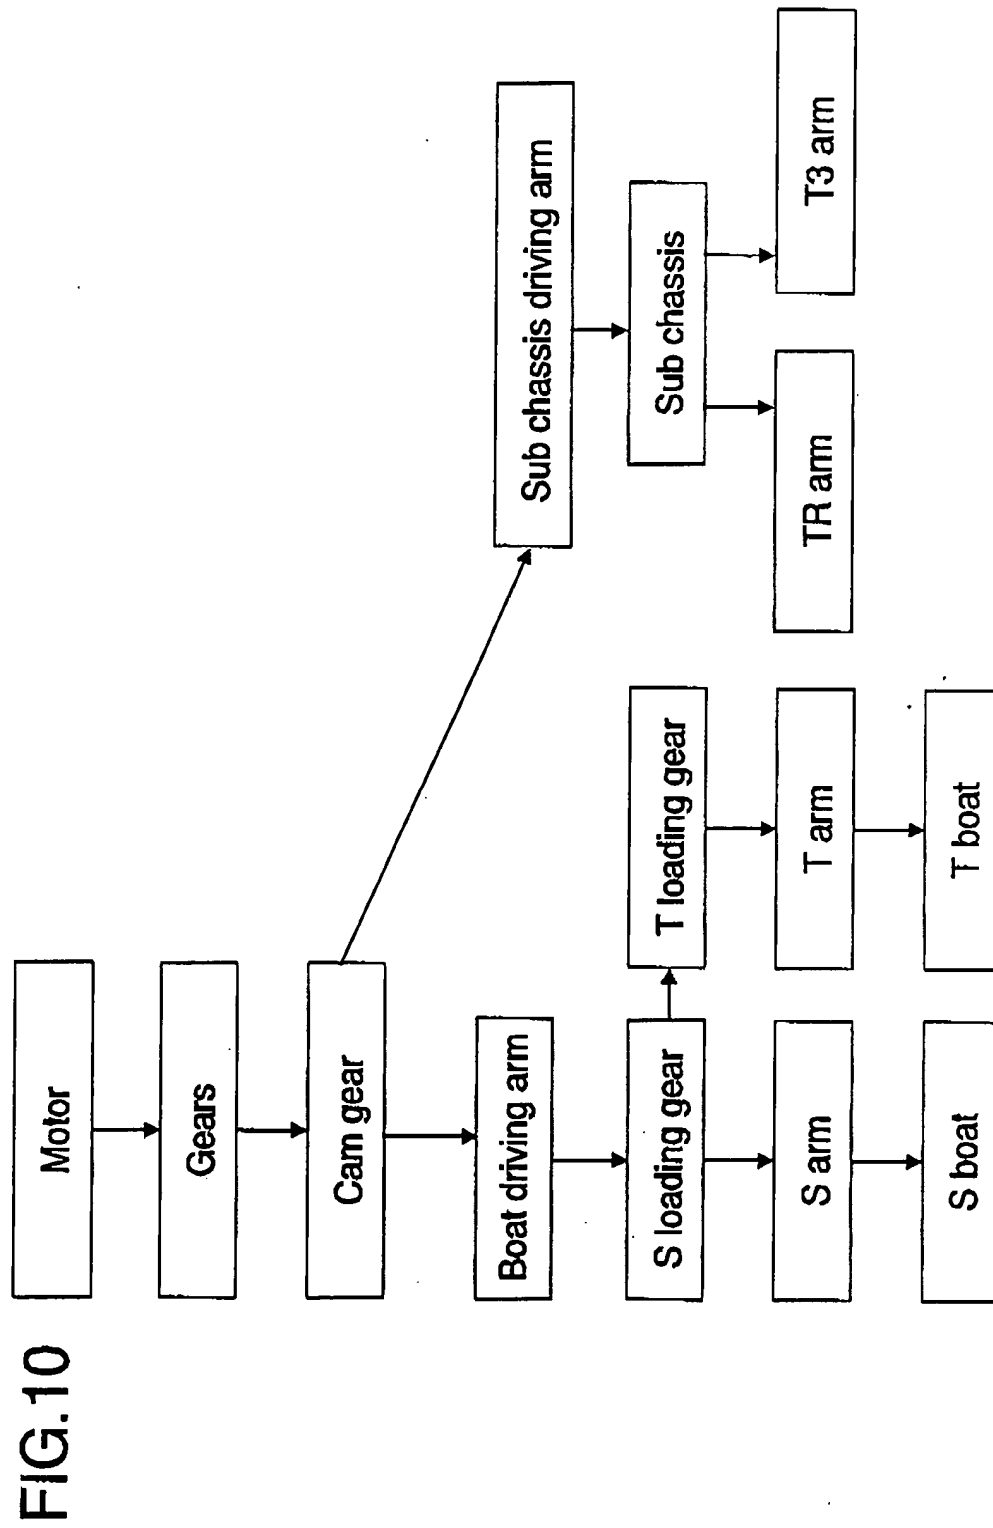 FIG.10
Motor
Gears
Cam gear
Boat driving arm
Sub chassis driving arm
S loading gear
T loading gear
Sub chassis
S arm
T arm
TR arm
T3 arm
S boat
T boat